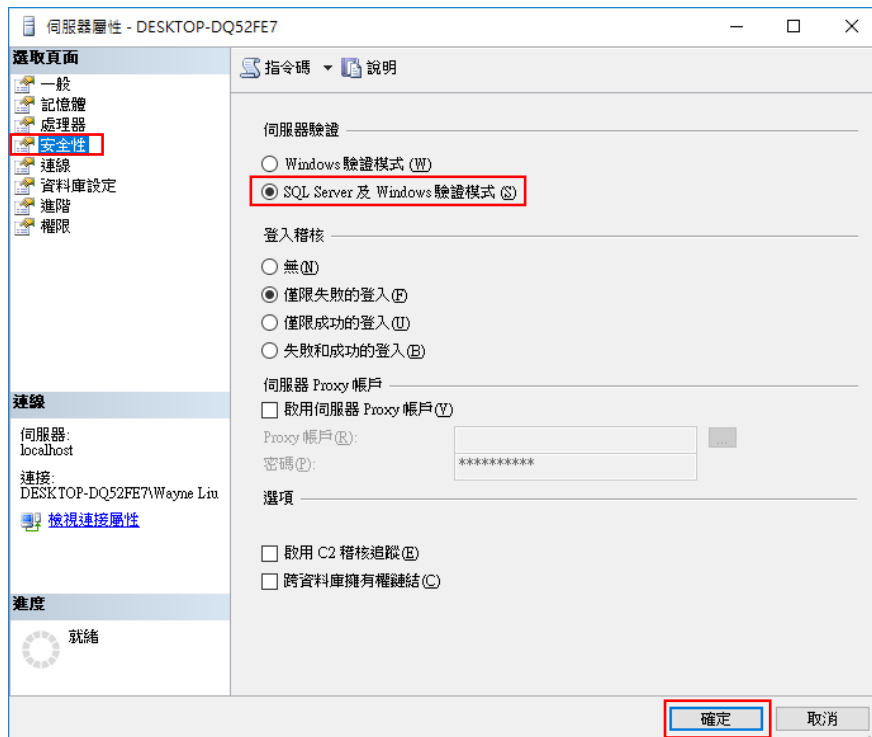 伺服器屬性 - DESKTOP-DQ52FE7
選取頁面
一般
記憶體
處理器
安全性
連線
資料庫設定
進階
權限
指令碼
說明
伺服器驗證
Windows 驗證模式 (W)
SQL Server 及 Windows 驗證模式 (S)
登入稽核
無(N)
僅限失敗的登入(F)
僅限成功的登入(U)
失敗和成功的登入(B)
伺服器 Proxy 帳戶
啟用伺服器 Proxy 帳戶(V)
Proxy 帳戶(R):
...
密碼(P):
**********
選項
啟用 C2 稽核追蹤(E)
跨資料庫擁有權鏈結(C)
連線
伺服器:
localhost
連接:
DESKTOP-DQ52FE7\Wayne Liu
檢視連接屬性
進度
就緒
確定
取消